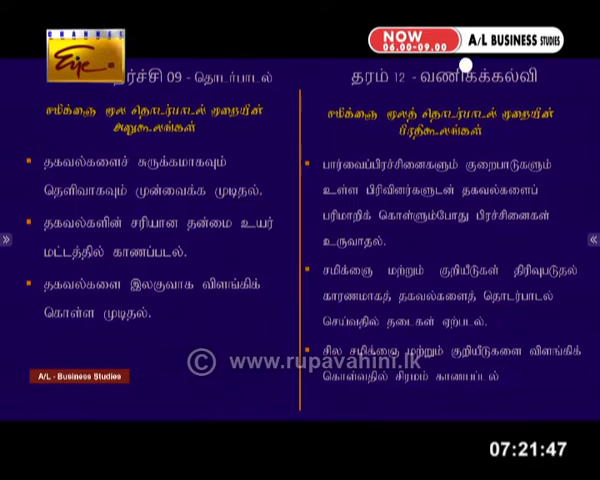 CHANNEL
Eye
NOW
06.00-09.00
A/L BUSINESS STUDIES
தேர்ச்சி 09 - தொடர்பாடல்
தரம் 12 - வணிகக்கல்வி
சமிக்ஞை மூல தொடர்பாடல் முறையின்
அனுகூலங்கள்
▪ தகவல்களைச் சுருக்கமாகவும்
தெளிவாகவும் முன்வைக்க முடிதல்.
▪ தகவல்களின் சரியான தன்மை உயர்
மட்டத்தில் காணப்படல்.
▪ தகவல்களை இலகுவாக விளங்கிக்
கொள்ள முடிதல்.
சமிக்ஞை மூலத் தொடர்பாடல் முறையின்
பிரதிகூலங்கள்
▪ பார்வைப்பிரச்சினைகளும் குறைபாடுகளும்
உள்ள பிரிவினர்களுடன் தகவல்களைப்
பரிமாறிக் கொள்ளும்போது பிரச்சினைகள்
உருவாதல்.
▪ சமிக்ஞை மற்றும் குறியீடுகள் திரிவுபடுதல்
காரணமாகத் தகவல்களைத் தொடர்பாடல்
செய்வதில் தடைகள் ஏற்படல்.
▪ சில சமிக்ஞை மற்றும் குறியீடுகளை விளங்கிக்
கொள்வதில் சிரமம் காணபட்டல்
© www.rupavahini.lk
A/L - Business Studies
07:21:47